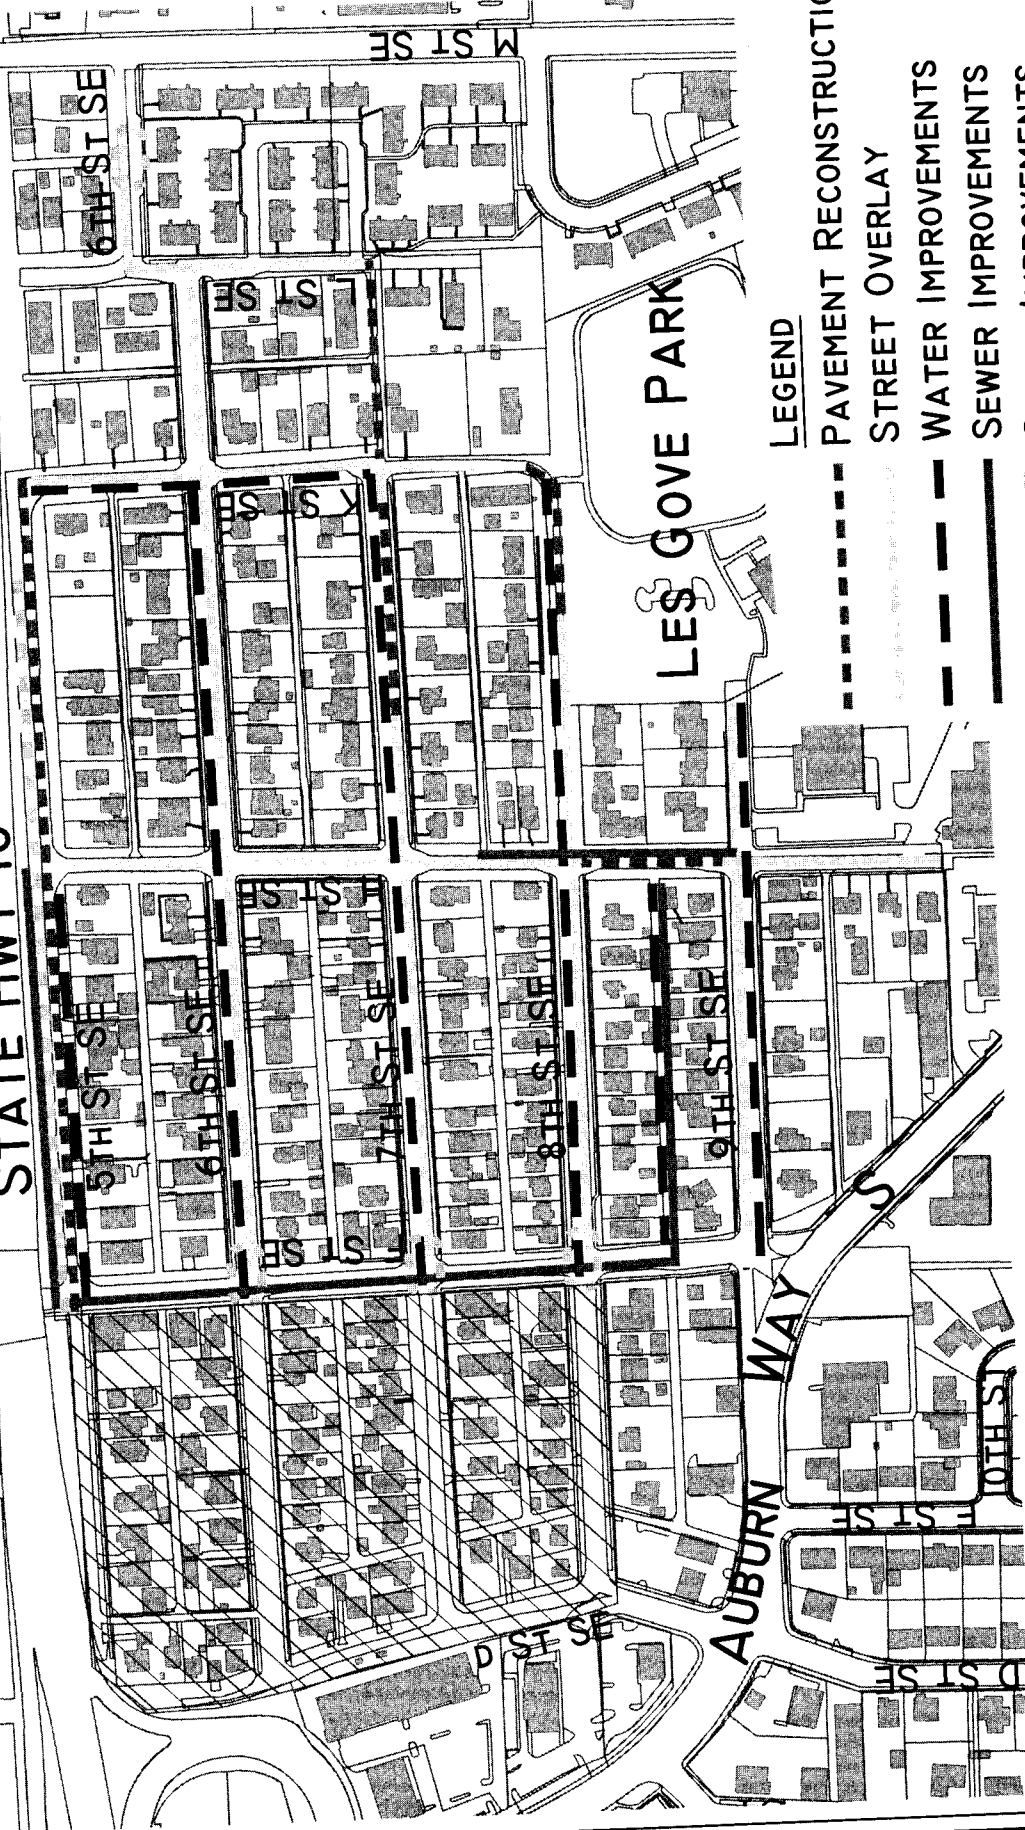 STATE HWY 18
M ST SE
6TH ST SE
L ST SE
K ST SE
H ST SE
F ST SE
5TH ST SE
6TH ST SE
7TH ST SE
8TH ST SE
9TH ST SE
LES GOVE PARK
AUBURN WAY S
D ST SE
F ST SE
10TH ST
D ST SE
LEGEND
PAVEMENT RECONSTRUCTIO
STREET OVERLAY
WATER IMPROVEMENTS
SEWER IMPROVEMENTS